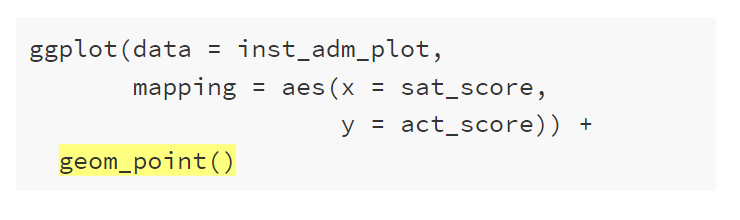 ggplot(data = inst_adm_plot,
       mapping = aes(x = sat_score,
                     y = act_score)) +
  geom_point()